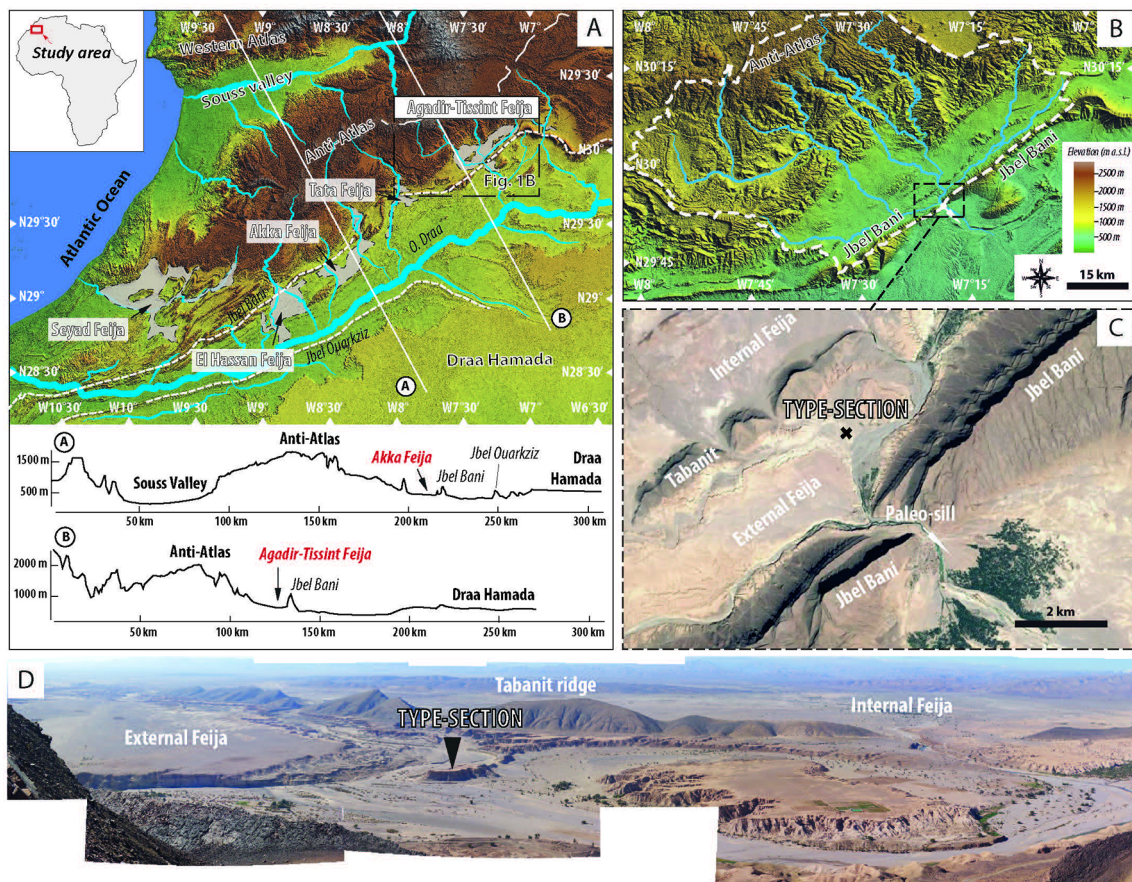 Study area
A
W9°30
W9°
W8°30
W8°
W7°30
W7°
Western Atlas
Souss valley
N29°30'
Agadir-Tissint Feija
Anti-Atlas
N30
Fig. 1B
Tata Feija
Atlantic Ocean
N29°30'
N29°30'
Akka Feija
O. Draa
N29°
N29°
Jbel Bani
Seyad Feija
B
El Hassan Feija
Jbel Ouarkziz
Draa Hamada
N28°30
N28°30'
A
W10°30
W10°
W9°30
W9°
W8°30
W8°
W7°30
W7°
W6°30
A
1500 m
500 m
Souss Valley
Anti-Atlas
Akka Feija
Jbel Bani
Jbel Ouarkziz
Draa
Hamada
50 km
100 km
150 km
200 km
250 km
300 km
B
2000 m
1000 m
Anti-Atlas
Agadir-Tissint Feija
Jbel Bani
Draa Hamada
50 km
100 km
150 km
200 km
250 km
300 km
B
W8
W7°45
W7°30
W7°15
W7°
N30°15
N30°15
Anti-Atlas
N30°
Jbel Bani
Jbel Bani
Elevation (m a.s.l.)
2500 m
2000 m
1500 m
1000 m
500 m
N29°45
15 km
W8
W7°45
W7°30
W7°15
C
Internal Feija
Jbel Bani
TYPE-SECTION
Tabanit
External Feija
Paleo-sill
Jbel Bani
2 km
D
Tabanit ridge
Internal Feija
TYPE-SECTION
External Feija